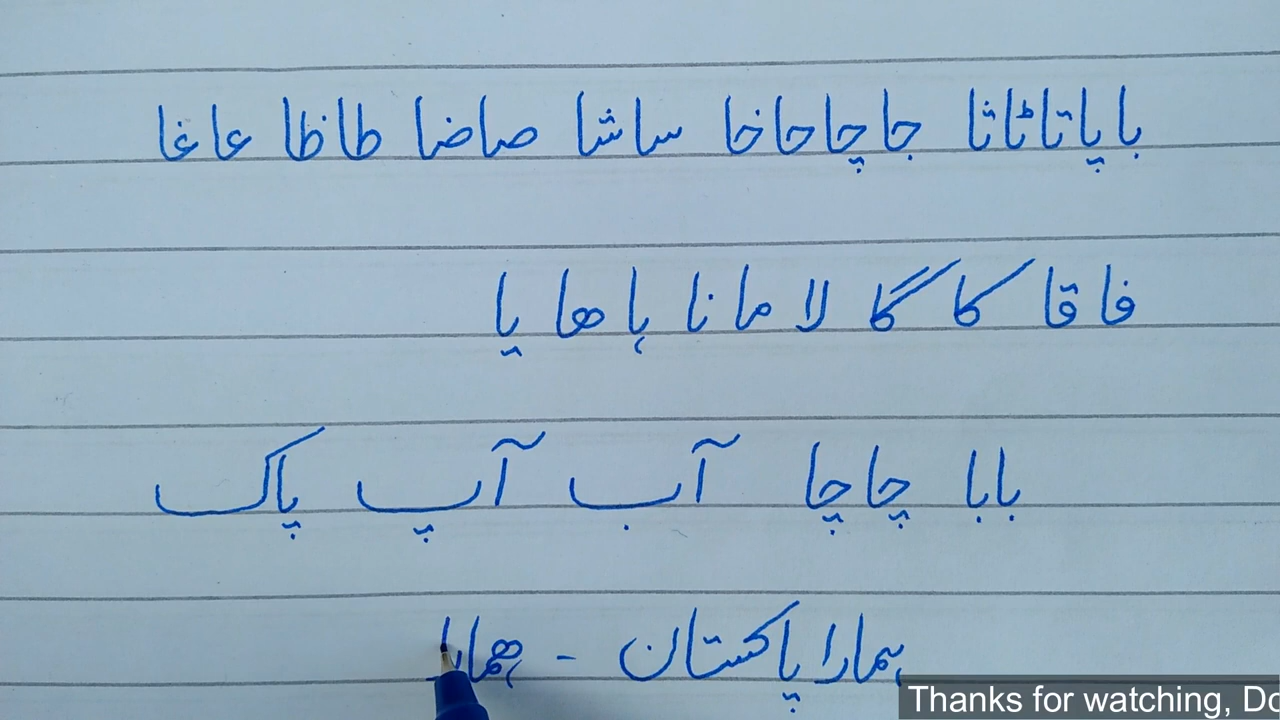 با پا تا ٹا ثا جا چا حا خا سا شا صا ضا طا ظا عا غا
فا قا کا گا لا ما نا ہا ھا یا
بابا چاچا آب آپ پاک
ہمارا پاکستان - ہمارا
Thanks for watching, Do